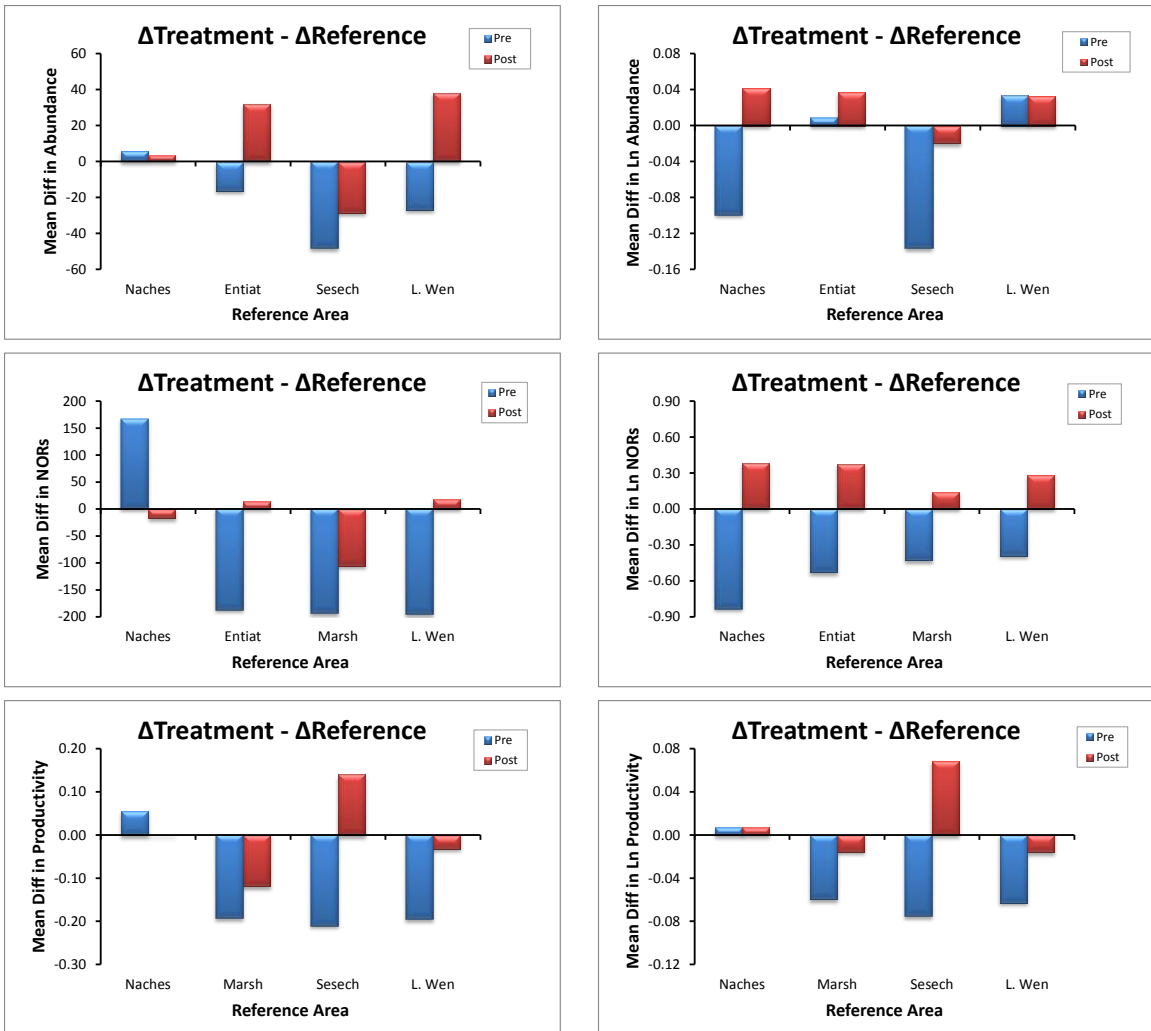 ΔTreatment - ΔReference
Pre
Post
Mean Diff in Abundance
60
40
20
0
-20
-40
-60
Naches Entiat Sesech L. Wen
Reference Area
ΔTreatment - ΔReference
Pre
Post
Mean Diff in Ln Abundance
0.08
0.04
0.00
-0.04
-0.08
-0.12
-0.16
Naches Entiat Sesech L. Wen
Reference Area
ΔTreatment - ΔReference
Pre
Post
Mean Diff in NORs
200
150
100
50
0
-50
-100
-150
-200
Naches Entiat Marsh L. Wen
Reference Area
ΔTreatment - ΔReference
Pre
Post
Mean Diff in Ln NORs
0.90
0.60
0.30
0.00
-0.30
-0.60
-0.90
Naches Entiat Marsh L. Wen
Reference Area
ΔTreatment - ΔReference
Pre
Post
Mean Diff in Productivity
0.20
0.10
0.00
-0.10
-0.20
-0.30
Naches Marsh Sesech L. Wen
Reference Area
ΔTreatment - ΔReference
Pre
Post
Mean Diff in Ln Productivity
0.08
0.04
0.00
-0.04
-0.08
-0.12
Naches Marsh Sesech L. Wen
Reference Area